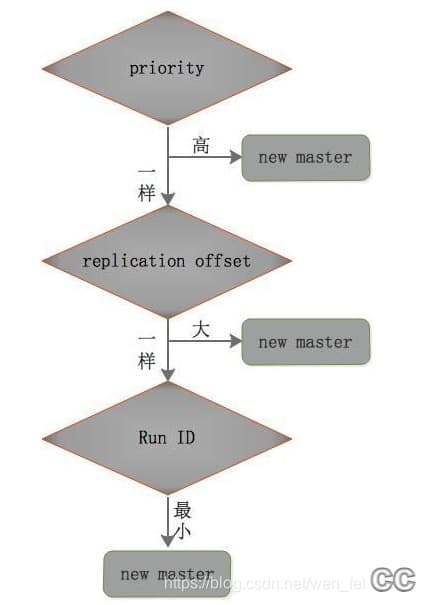 priority
高
new master
一样
replication offset
大
new master
一样
Run ID
最小
new master
https://blog.csdn.net/wen_fei
CC